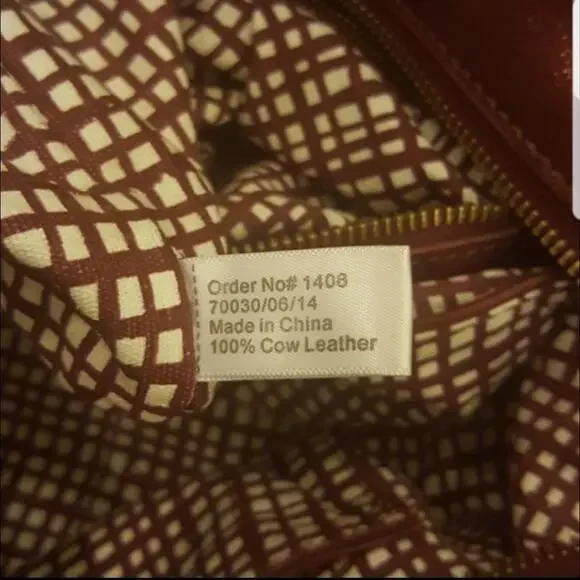 Order No# 1406
70030/06/14
Made in China
100% Cow Leather